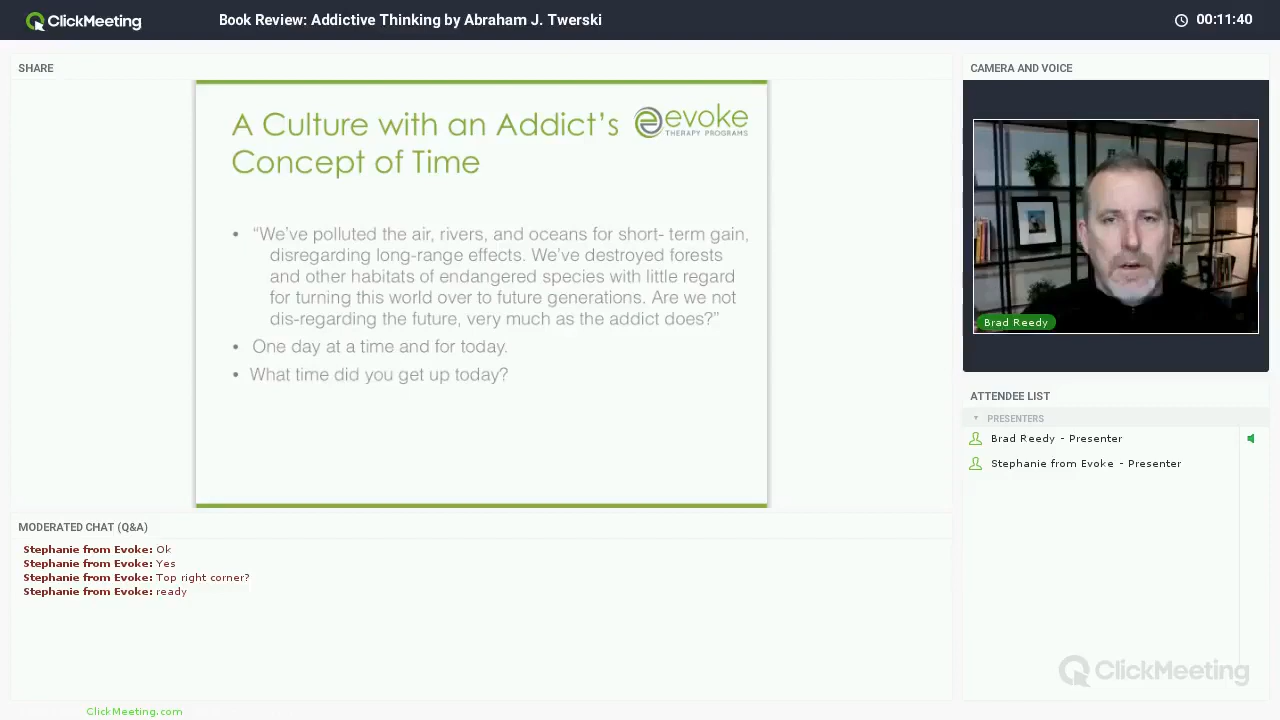 ClickMeeting
Book Review: Addictive Thinking by Abraham J. Twerski
00:11:40
SHARE
A Culture with an Addict's
Concept of Time
evoke
THERAPY PROGRAMS
• “We’ve polluted the air, rivers, and oceans for short- term gain,
disregarding long-range effects. We’ve destroyed forests
and other habitats of endangered species with little regard
for turning this world over to future generations. Are we not
dis-regarding the future, very much as the addict does?”
• One day at a time and for today.
• What time did you get up today?
CAMERA AND VOICE
Brad Reedy
ATTENDEE LIST
PRESENTERS
Brad Reedy - Presenter
Stephanie from Evoke - Presenter
MODERATED CHAT (Q&A)
Stephanie from Evoke: Ok
Stephanie from Evoke: Yes
Stephanie from Evoke: Top right corner?
Stephanie from Evoke: ready
ClickMeeting
ClickMeeting.com